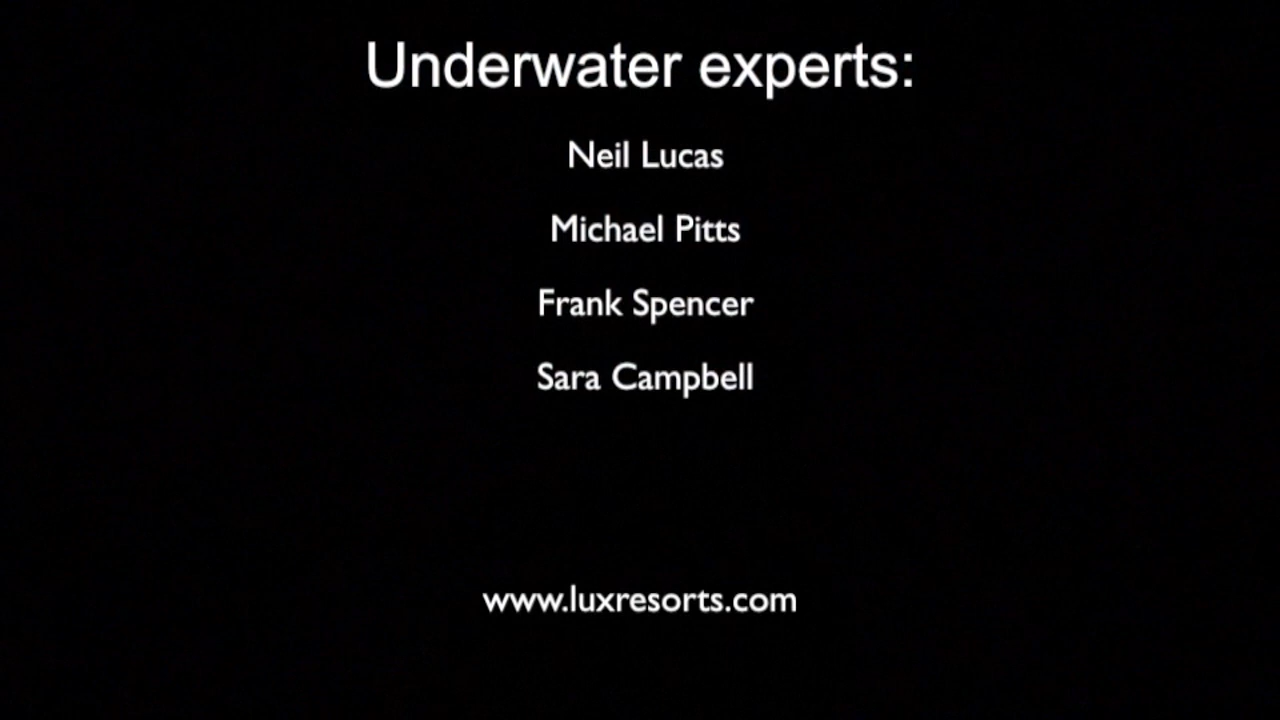 Underwater experts:
Neil Lucas
Michael Pitts
Frank Spencer
Sara Campbell
www.luxresorts.com